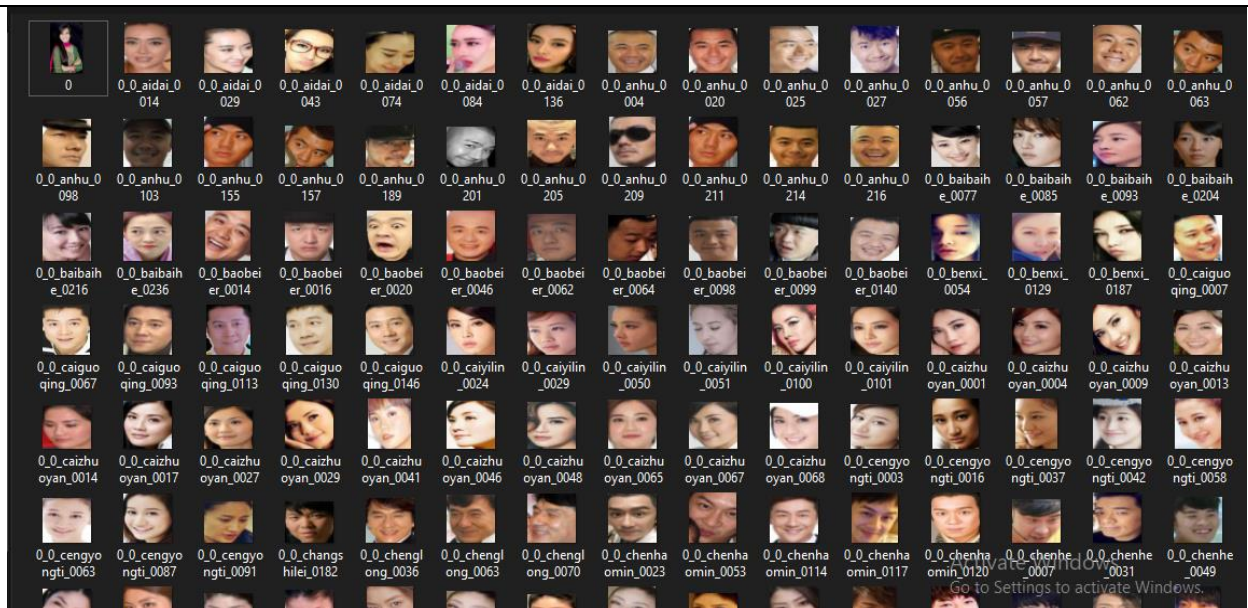 0 0_0_aidai_0 0_0_aidai_0 0_0_aidai_0 0_0_aidai_0 0_0_aidai_0 0_0_aidai_0 0_0_anhu_0 0_0_anhu_0 0_0_anhu_0 0_0_anhu_0 0_0_anhu_0 0_0_anhu_0 0_0_anhu_0 0_0_anhu_0
014 029 043 074 084 136 004 020 025 027 056 057 062 063
0_0_anhu_0 0_0_anhu_0 0_0_anhu_0 0_0_anhu_0 0_0_anhu_0 0_0_anhu_0 0_0_anhu_0 0_0_anhu_0 0_0_anhu_0 0_0_anhu_0 0_0_anhu_0 0_0_baibaih 0_0_baibaih 0_0_baibaih 0_0_baibaih
098 103 155 157 189 201 205 209 211 214 216 e_0077 e_0085 e_0093 e_0204
0_0_baibaih 0_0_baibaih 0_0_baobei 0_0_baobei 0_0_baobei 0_0_baobei 0_0_baobei 0_0_baobei 0_0_baobei 0_0_baobei 0_0_baobei 0_0_benxi_ 0_0_benxi_ 0_0_benxi_ 0_0_caiguo
e_0216 e_0236 er_0014 er_0016 er_0020 er_0046 er_0062 er_0064 er_0098 er_0099 er_0140 0054 0129 0187 qing_0007
0_0_caiguo 0_0_caiguo 0_0_caiguo 0_0_caiguo 0_0_caiguo 0_0_caiyilin 0_0_caiyilin 0_0_caiyilin 0_0_caiyilin 0_0_caiyilin 0_0_caiyilin 0_0_caizhu 0_0_caizhu 0_0_caizhu 0_0_caizhu
qing_0067 qing_0093 qing_0113 qing_0130 qing_0146 _0024 _0029 _0050 _0051 _0100 _0101 oyan_0001 oyan_0004 oyan_0009 oyan_0013
0_0_caizhu 0_0_caizhu 0_0_caizhu 0_0_caizhu 0_0_caizhu 0_0_caizhu 0_0_caizhu 0_0_caizhu 0_0_caizhu 0_0_caizhu 0_0_cengyo 0_0_cengyo 0_0_cengyo 0_0_cengyo 0_0_cengyo
oyan_0014 oyan_0017 oyan_0027 oyan_0029 oyan_0041 oyan_0046 oyan_0048 oyan_0065 oyan_0067 oyan_0068 ngti_0003 ngti_0016 ngti_0037 ngti_0042 ngti_0058
0_0_cengyo 0_0_cengyo 0_0_cengyo 0_0_changs 0_0_chengl 0_0_chengl 0_0_chengl 0_0_chenha 0_0_chenha 0_0_chenha 0_0_chenha 0_0_chenha 0_0_chenhe 0_0_chenhe 0_0_chenhe
ngti_0063 ngti_0087 ngti_0091 hilei_0182 ong_0036 ong_0063 ong_0070 omin_0023 omin_0053 omin_0114 omin_0117 omin_0120 _0007 _0031 _0049
Activate Windows
Go to Settings to activate Windows.